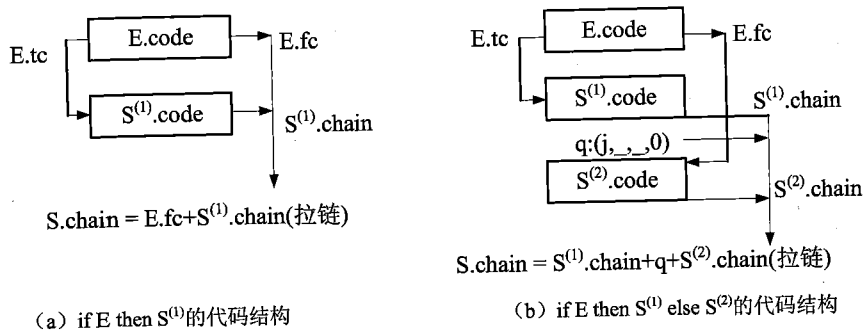 E.code
E.tc
E.fc
S⁽¹⁾.code
S⁽¹⁾.chain
S.chain = E.fc+S⁽¹⁾.chain(拉链)
（a）if E then S⁽¹⁾的代码结构
E.code
E.tc
E.fc
S⁽¹⁾.code
S⁽¹⁾.chain
q:(j,_,_,0)
S⁽²⁾.code
S⁽²⁾.chain
S.chain = S⁽¹⁾.chain+q+S⁽²⁾.chain(拉链)
（b）if E then S⁽¹⁾ else S⁽²⁾的代码结构